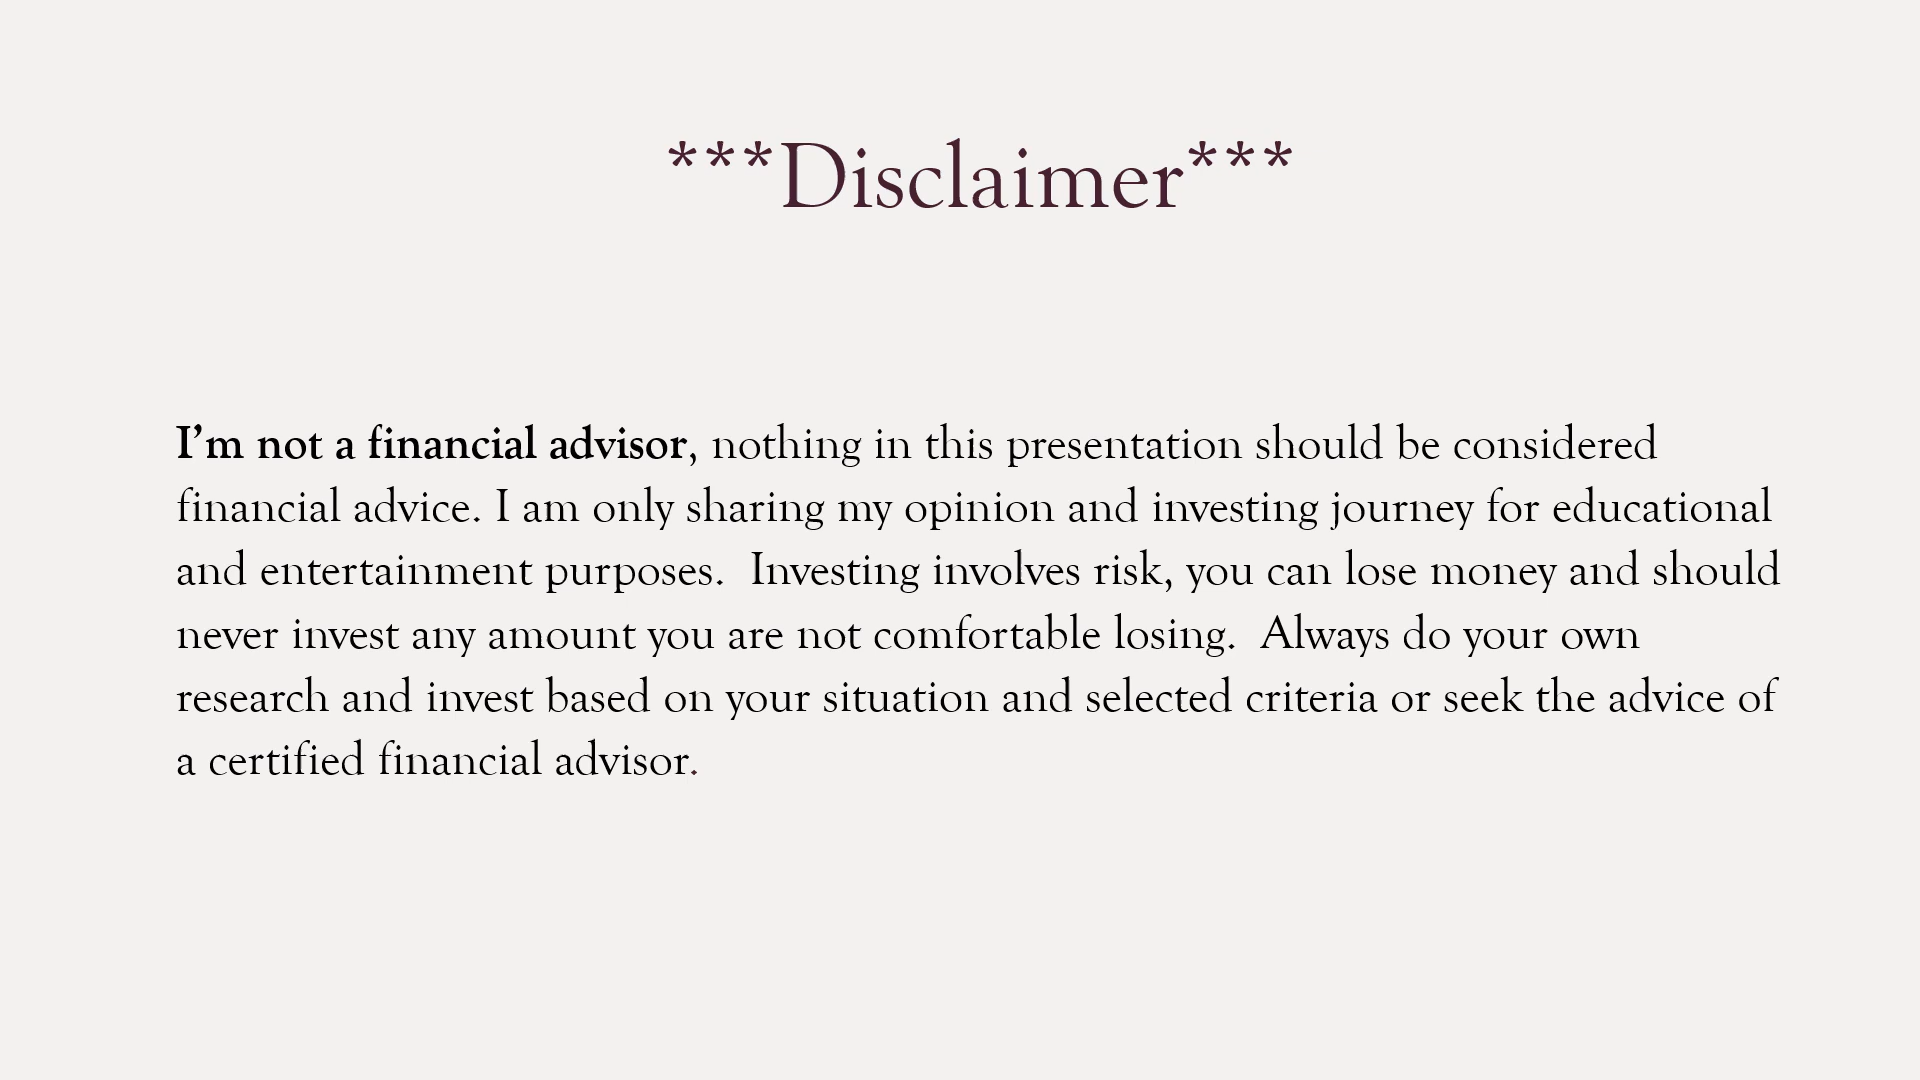 ***Disclaimer***
I’m not a financial advisor, nothing in this presentation should be considered
financial advice. I am only sharing my opinion and investing journey for educational
and entertainment purposes.  Investing involves risk, you can lose money and should
never invest any amount you are not comfortable losing.  Always do your own
research and invest based on your situation and selected criteria or seek the advice of
a certified financial advisor.